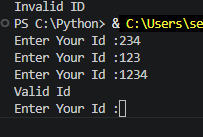 Invalid ID
PS C:\Python> & C:\Users\se
Enter Your Id :234
Enter Your Id :123
Enter Your Id :1234
Valid Id
Enter Your Id :